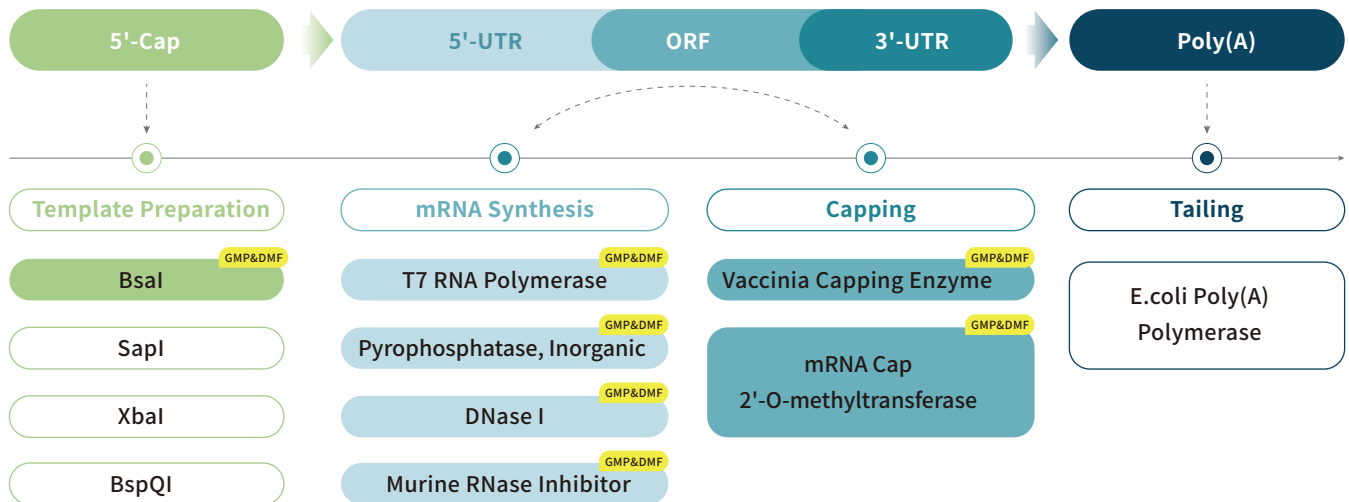 5'-Cap
5'-UTR
ORF
3'-UTR
Poly(A)
Template Preparation
mRNA Synthesis
Capping
Tailing
GMP&DMF
BsaI
SapI
XbaI
BspQI
GMP&DMF
T7 RNA Polymerase
GMP&DMF
Pyrophosphatase, Inorganic
GMP&DMF
DNase I
GMP&DMF
Murine RNase Inhibitor
GMP&DMF
Vaccinia Capping Enzyme
GMP&DMF
mRNA Cap
2'-O-methyltransferase
E.coli Poly(A)
Polymerase